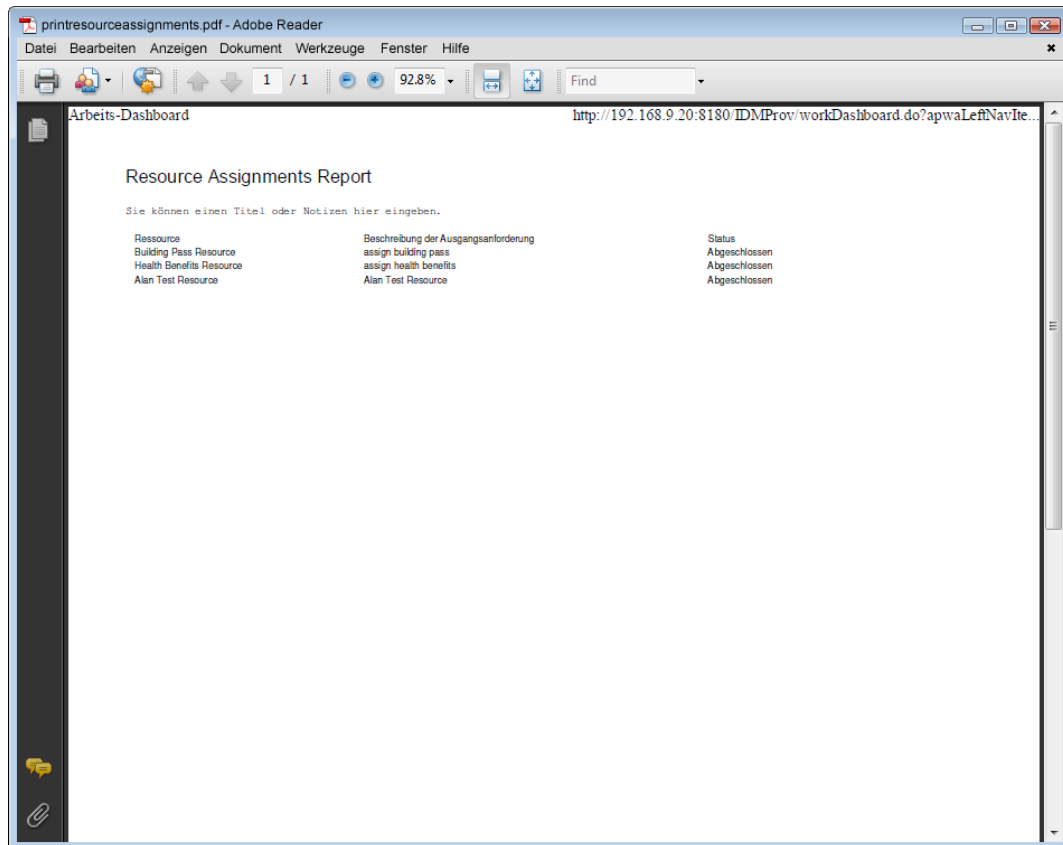 printresourceassignments.pdf - Adobe Reader
Datei Bearbeiten Anzeigen Dokument Werkzeuge Fenster Hilfe
1 / 1 92.8% Find
Arbeits-Dashboard http://192.168.9.20:8180/IDMProv/workDashboard.do?apwaLeftNavIte...
Resource Assignments Report
Sie können einen Titel oder Notizen hier eingeben.
Ressource Beschreibung der Ausgangsanforderung Status
Building Pass Resource assign building pass Abgeschlossen
Health Benefits Resource assign health benefits Abgeschlossen
Alan Test Resource Alan Test Resource Abgeschlossen